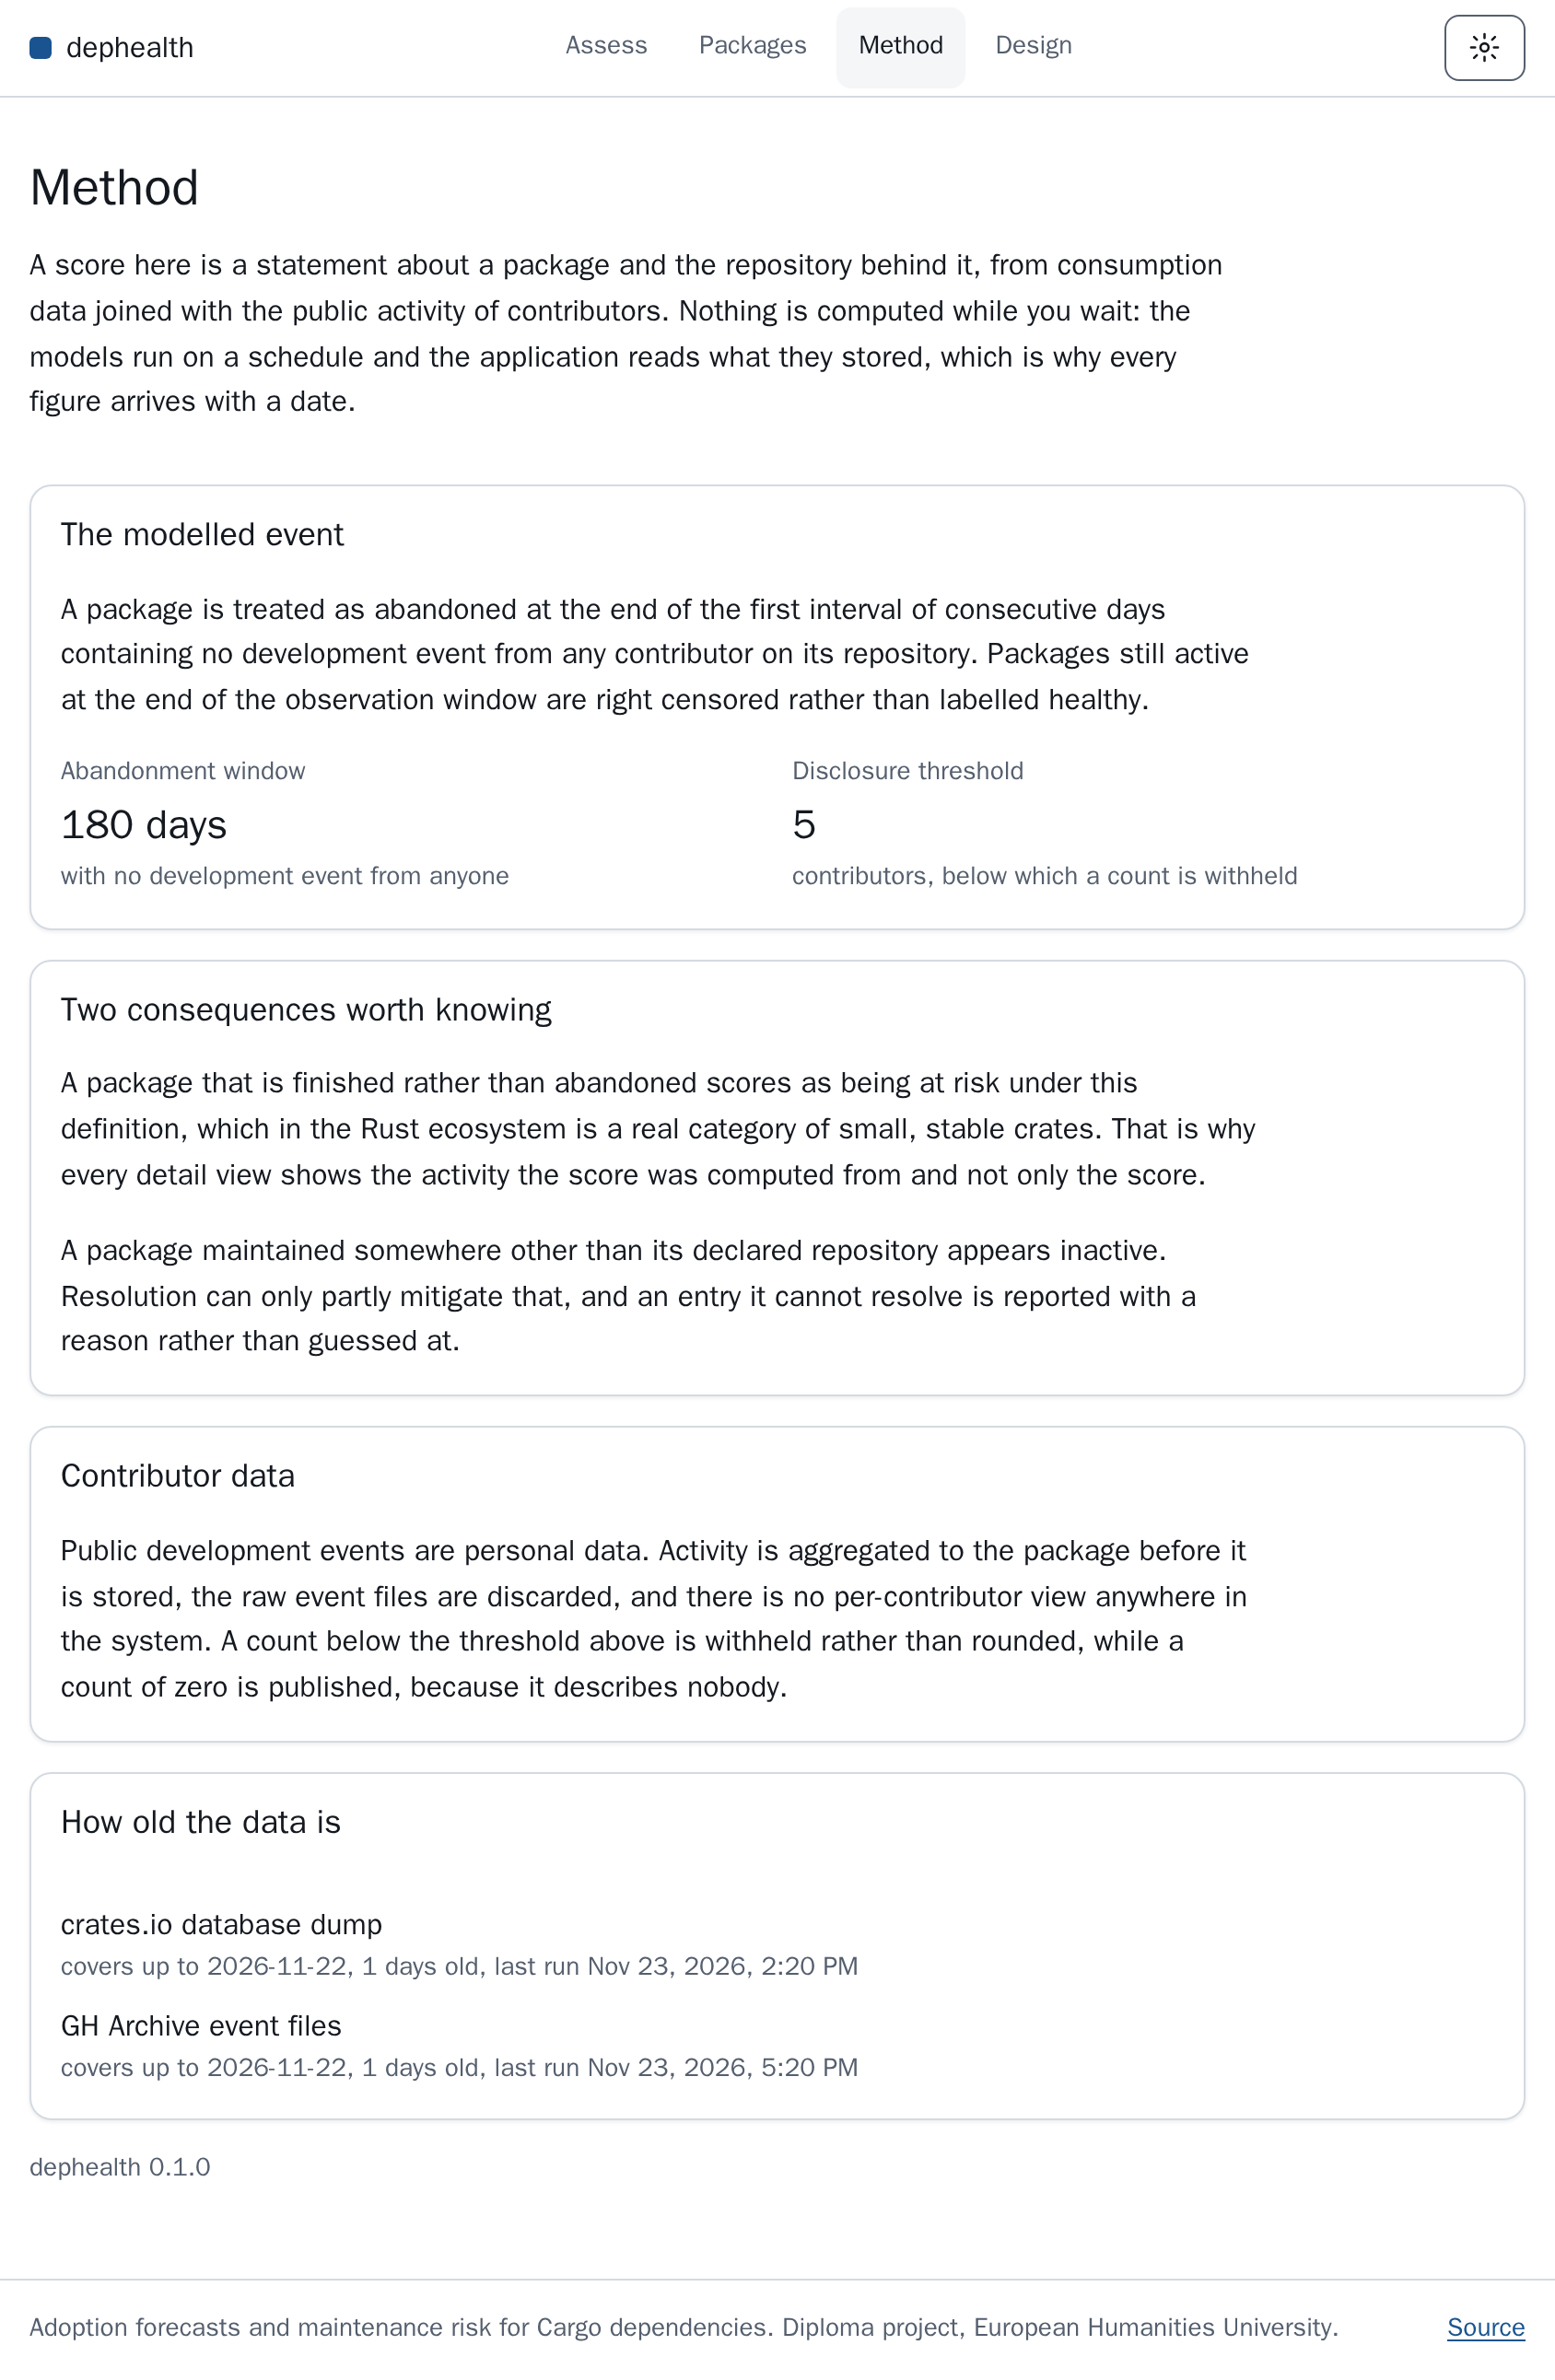 dephealth
Assess
Packages
Method
Design
Method
A score here is a statement about a package and the repository behind it, from consumption
data joined with the public activity of contributors. Nothing is computed while you wait: the
models run on a schedule and the application reads what they stored, which is why every
figure arrives with a date.
The modelled event
A package is treated as abandoned at the end of the first interval of consecutive days
containing no development event from any contributor on its repository. Packages still active
at the end of the observation window are right censored rather than labelled healthy.
Abandonment window
180 days
with no development event from anyone
Disclosure threshold
5
contributors, below which a count is withheld
Two consequences worth knowing
A package that is finished rather than abandoned scores as being at risk under this
definition, which in the Rust ecosystem is a real category of small, stable crates. That is why
every detail view shows the activity the score was computed from and not only the score.
A package maintained somewhere other than its declared repository appears inactive.
Resolution can only partly mitigate that, and an entry it cannot resolve is reported with a
reason rather than guessed at.
Contributor data
Public development events are personal data. Activity is aggregated to the package before it
is stored, the raw event files are discarded, and there is no per-contributor view anywhere in
the system. A count below the threshold above is withheld rather than rounded, while a
count of zero is published, because it describes nobody.
How old the data is
crates.io database dump
covers up to 2026-11-22, 1 days old, last run Nov 23, 2026, 2:20 PM
GH Archive event files
covers up to 2026-11-22, 1 days old, last run Nov 23, 2026, 5:20 PM
dephealth 0.1.0
Adoption forecasts and maintenance risk for Cargo dependencies. Diploma project, European Humanities University.
Source